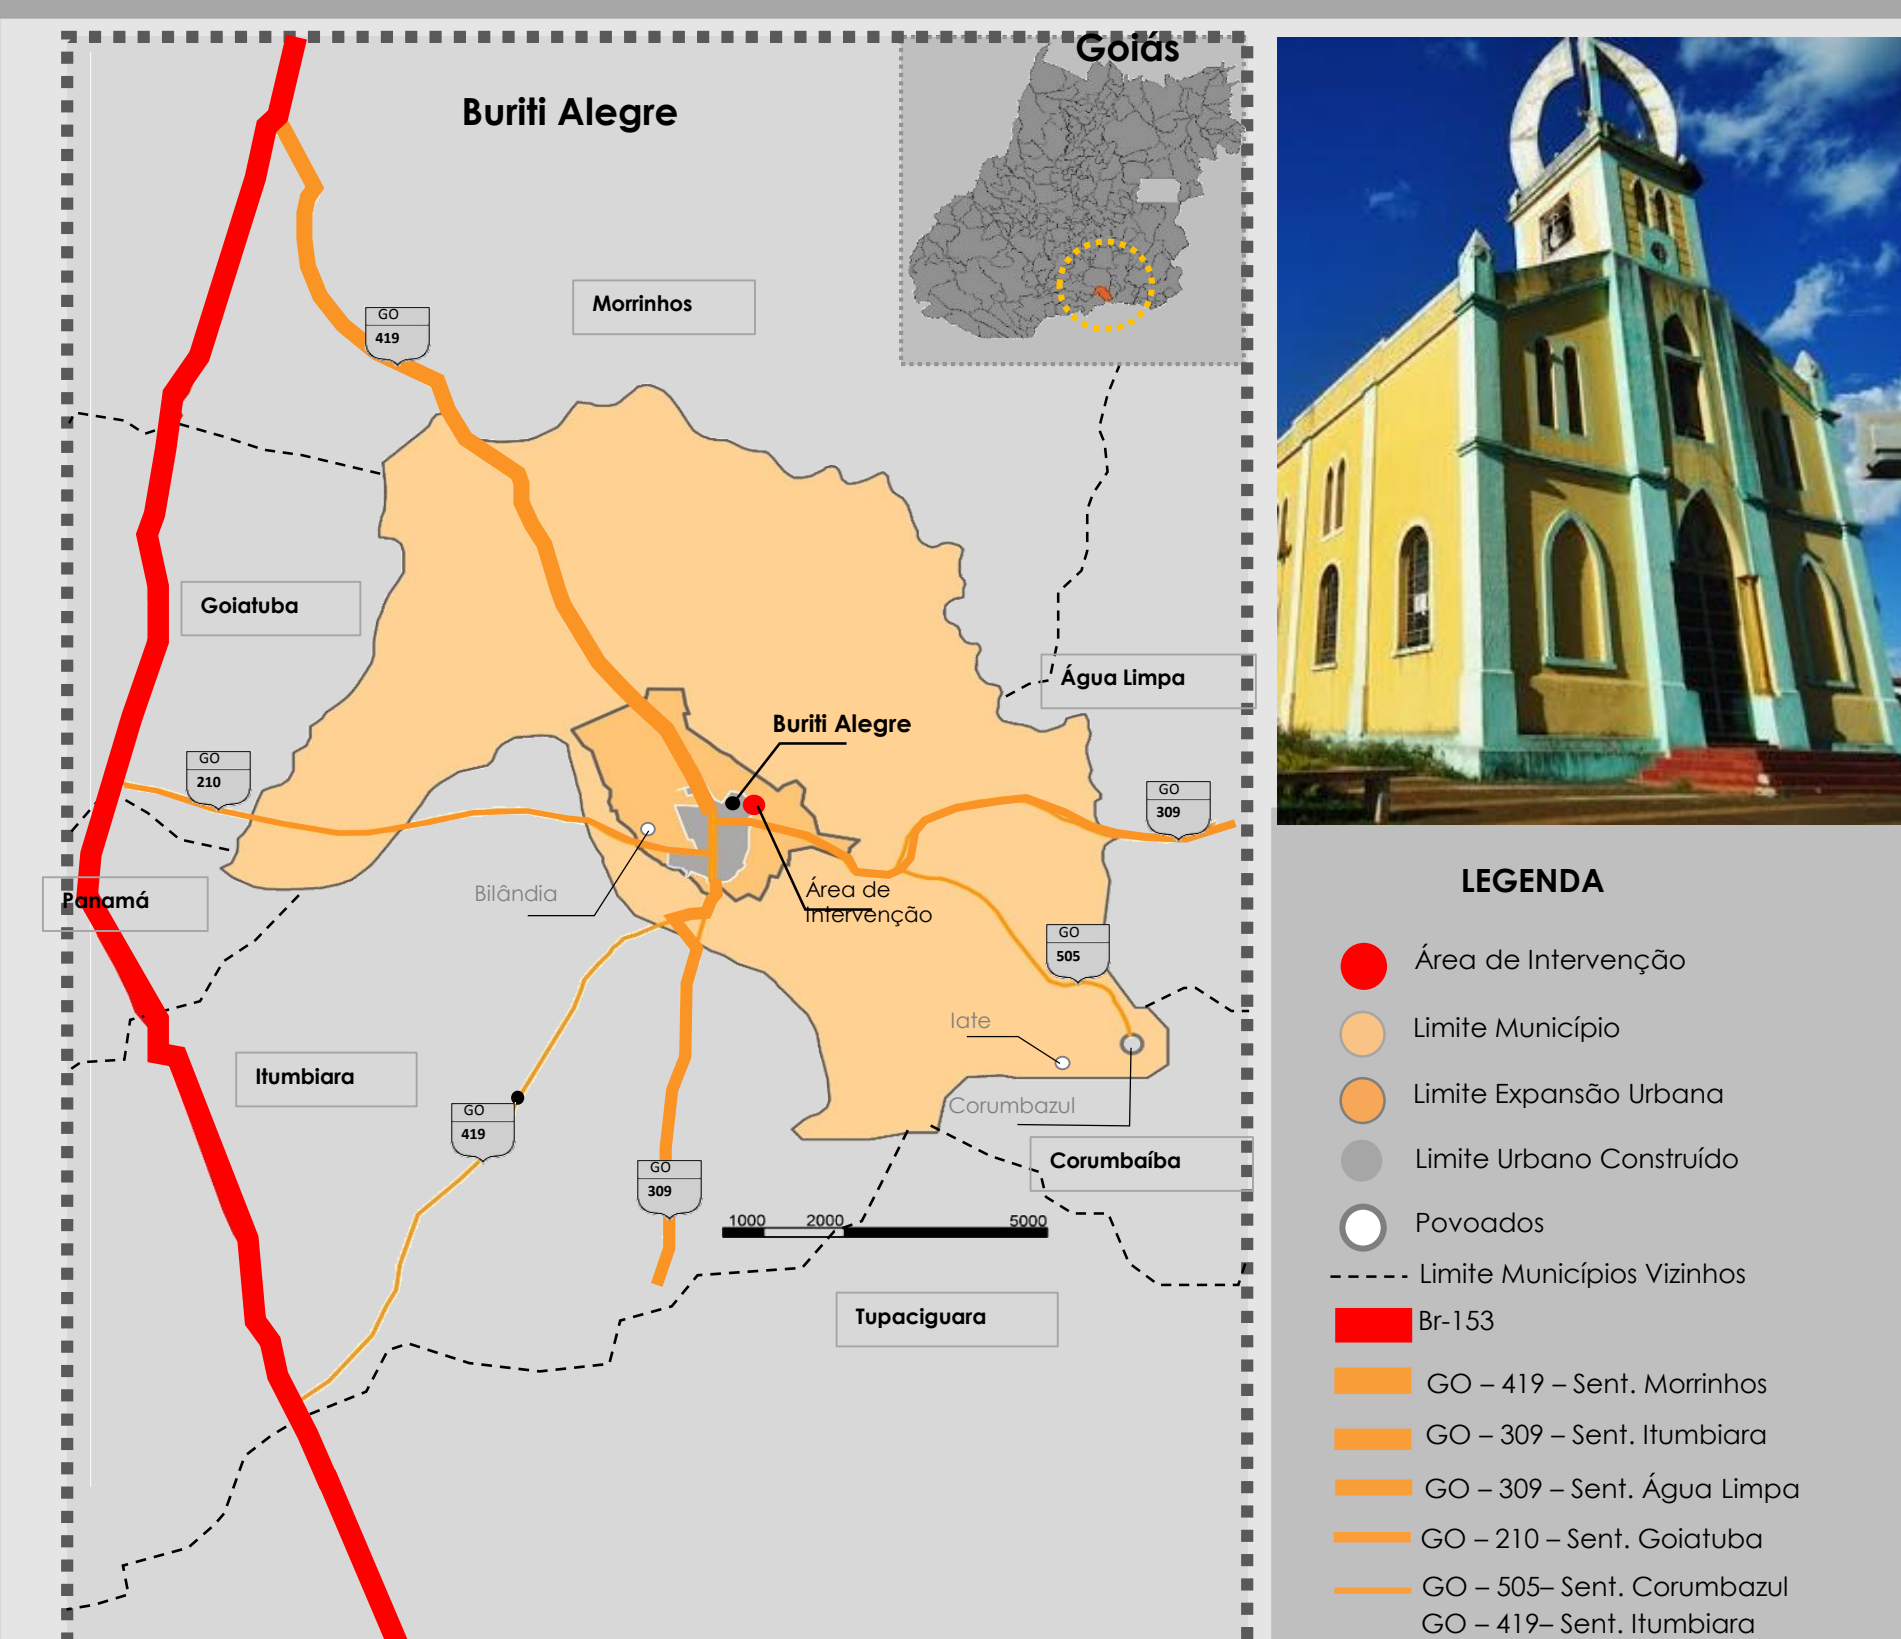 Goiás
Buriti Alegre
Morrinhos
GO
419
Goiatuba
Água Limpa
Buriti Alegre
GO
210
GO
309
Bilândia
Área de
Intervenção
Panamá
GO
505
Iate
Itumbiara
Corumbazul
GO
419
Corumbaíba
GO
309
1000 2000 5000
Tupaciguara
LEGENDA
Área de Intervenção
Limite Município
Limite Expansão Urbana
Limite Urbano Construído
Povoados
Limite Municípios Vizinhos
Br-153
GO – 419 – Sent. Morrinhos
GO – 309 – Sent. Itumbiara
GO – 309 – Sent. Água Limpa
GO – 210 – Sent. Goiatuba
GO – 505– Sent. Corumbazul
GO – 419– Sent. Itumbiara